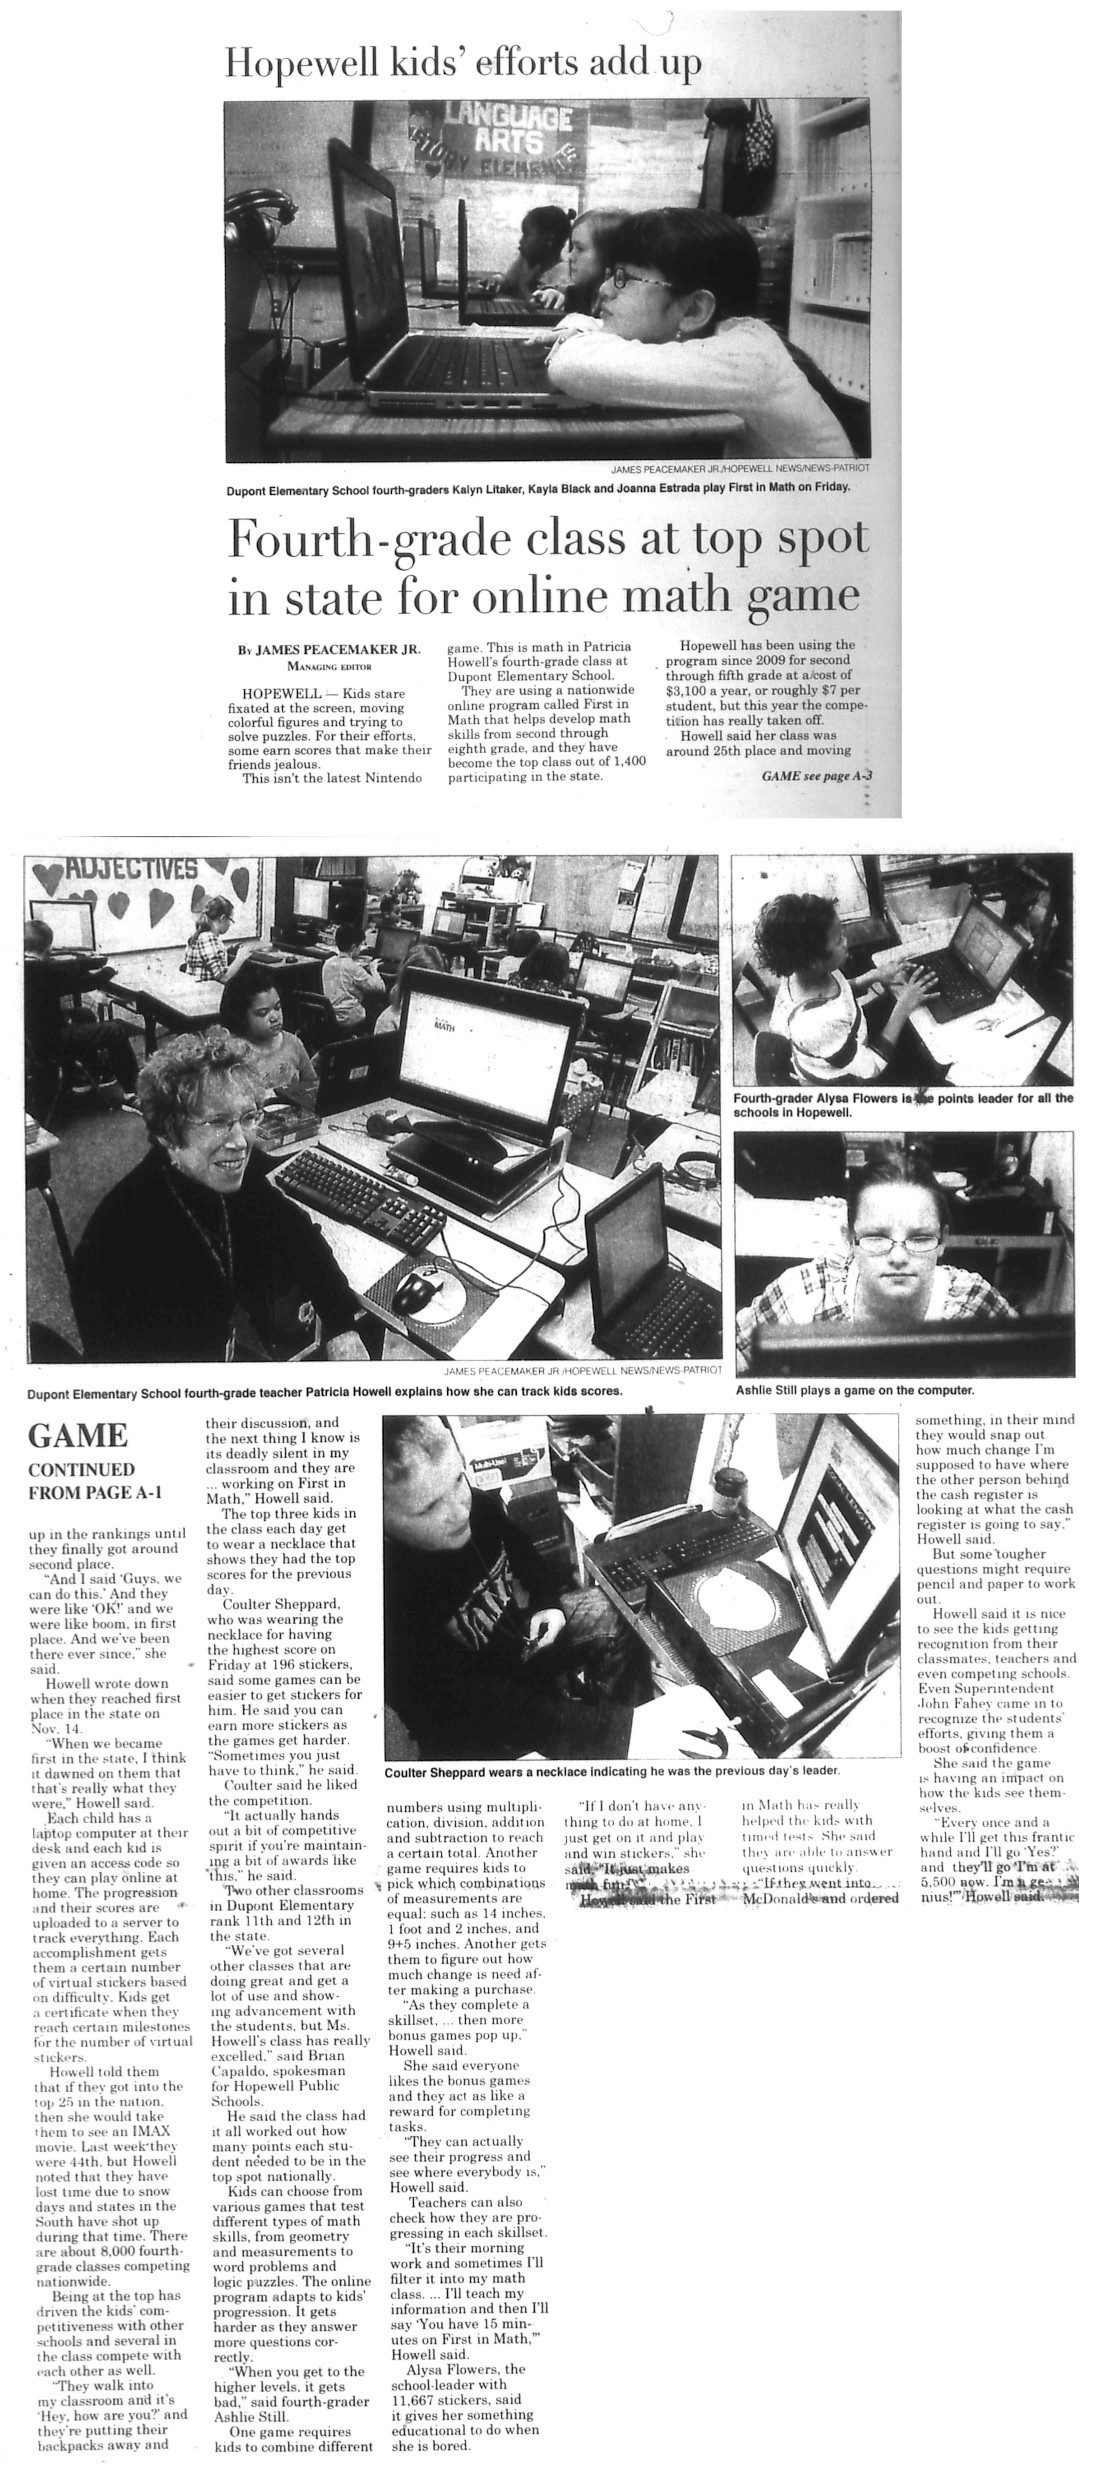 Hopewell kids' efforts add up
LANGUAGE
ARTS
STORY ELEMENTS
JAMES PEACEMAKER JR./HOPEWELL NEWS/NEWS-PATRIOT
Dupont Elementary School fourth-graders Kalyn Litaker, Kayla Black and Joanna Estrada play First in Math on Friday.
Fourth-grade class at top spot
in state for online math game
BY JAMES PEACEMAKER JR.
MANAGING EDITOR
HOPEWELL — Kids stare
fixated at the screen, moving
colorful figures and trying to
solve puzzles. For their efforts,
some earn scores that make their
friends jealous.
This isn't the latest Nintendo
game. This is math in Patricia
Howell's fourth-grade class at
Dupont Elementary School.
They are using a nationwide
online program called First in
Math that helps develop math
skills from second through
eighth grade, and they have
become the top class out of 1,400
participating in the state.
Hopewell has been using the
program since 2009 for second
through fifth grade at a cost of
$3,100 a year, or roughly $7 per
student, but this year the compe-
tition has really taken off.
Howell said her class was
around 25th place and moving
GAME see page A-3
ADJECTIVES
MATH
JAMES PEACEMAKER JR./HOPEWELL NEWS/NEWS-PATRIOT
Dupont Elementary School fourth-grade teacher Patricia Howell explains how she can track kids scores.
Fourth-grader Alysa Flowers is the points leader for all the
schools in Hopewell.
Ashlie Still plays a game on the computer.
GAME
CONTINUED
FROM PAGE A-1
up in the rankings until
they finally got around
second place.
"And I said 'Guys, we
can do this.' And they
were like 'OK!' and we
were like boom, in first
place. And we've been
there ever since," she
said.
Howell wrote down
when they reached first
place in the state on
Nov. 14.
"When we became
first in the state, I think
it dawned on them that
that's really what they
were," Howell said.
Each child has a
laptop computer at their
desk and each kid is
given an access code so
they can play online at
home. The progression
and their scores are
uploaded to a server to
track everything. Each
accomplishment gets
them a certain number
of virtual stickers based
on difficulty. Kids get
a certificate when they
reach certain milestones
for the number of virtual
stickers.
Howell told them
that if they got into the
top 25 in the nation,
then she would take
them to see an IMAX
movie. Last week they
were 44th, but Howell
noted that they have
lost time due to snow
days and states in the
South have shot up
during that time. There
are about 8,000 fourth-
grade classes competing
nationwide.
Being at the top has
driven the kids' com-
petitiveness with other
schools and several in
the class compete with
each other as well.
"They walk into
my classroom and it's
'Hey, how are you?' and
they're putting their
backpacks away and
their discussion, and
the next thing I know is
its deadly silent in my
classroom and they are
... working on First in
Math," Howell said.
The top three kids in
the class each day get
to wear a necklace that
shows they had the top
scores for the previous
day.
Coulter Sheppard,
who was wearing the
necklace for having
the highest score on
Friday at 196 stickers,
said some games can be
easier to get stickers for
him. He said you can
earn more stickers as
the games get harder.
"Sometimes you just
have to think," he said.
Coulter said he liked
the competition.
"It actually hands
out a bit of competitive
spirit if you're maintain-
ing a bit of awards like
this," he said.
Two other classrooms
in Dupont Elementary
rank 11th and 12th in
the state.
"We've got several
other classes that are
doing great and get a
lot of use and show-
ing advancement with
the students, but Ms.
Howell's class has really
excelled," said Brian
Capaldo, spokesman
for Hopewell Public
Schools.
He said the class had
it all worked out how
many points each stu-
dent needed to be in the
top spot nationally.
Kids can choose from
various games that test
different types of math
skills, from geometry
and measurements to
word problems and
logic puzzles. The online
program adapts to kids'
progression. It gets
harder as they answer
more questions cor-
rectly.
"When you get to the
higher levels, it gets
bad," said fourth-grader
Ashlie Still.
One game requires
kids to combine different
Coulter Sheppard wears a necklace indicating he was the previous day's leader.
numbers using multipli-
cation, division, addition
and subtraction to reach
a certain total. Another
game requires kids to
pick which combinations
of measurements are
equal: such as 14 inches,
1 foot and 2 inches, and
9+5 inches. Another gets
them to figure out how
much change is need af-
ter making a purchase.
"As they complete a
skillset, ... then more
bonus games pop up,"
Howell said.
She said everyone
likes the bonus games
and they act as like a
reward for completing
tasks.
"They can actually
see their progress and
see where everybody is,"
Howell said.
Teachers can also
check how they are pro-
gressing in each skillset.
"It's their morning
work and sometimes I'll
filter it into my math
class. ... I'll teach my
information and then I'll
say 'You have 15 min-
utes on First in Math,'"
Howell said.
Alysa Flowers, the
school-leader with
11,667 stickers, said
it gives her something
educational to do when
she is bored.
"If I don't have any-
thing to do at home, I
just get on it and play
and win stickers," she
said. "It just makes
math fun."
Howell said the First
in Math has really
helped the kids with
timed tests. She said
they are able to answer
questions quickly.
"If they went into
McDonald's and ordered
something, in their mind
they would snap out
how much change I'm
supposed to have where
the other person behind
the cash register is
looking at what the cash
register is going to say,"
Howell said.
But some tougher
questions might require
pencil and paper to work
out.
Howell said it is nice
to see the kids getting
recognition from their
classmates, teachers and
even competing schools.
Even Superintendent
John Fahey came in to
recognize the students'
efforts, giving them a
boost of confidence.
She said the game
is having an impact on
how the kids see them-
selves.
"Every once and a
while I'll get this frantic
hand and I'll go 'Yes?'
and they'll go 'I'm at
5,500 now. I'm a ge-
nius!'" Howell said.